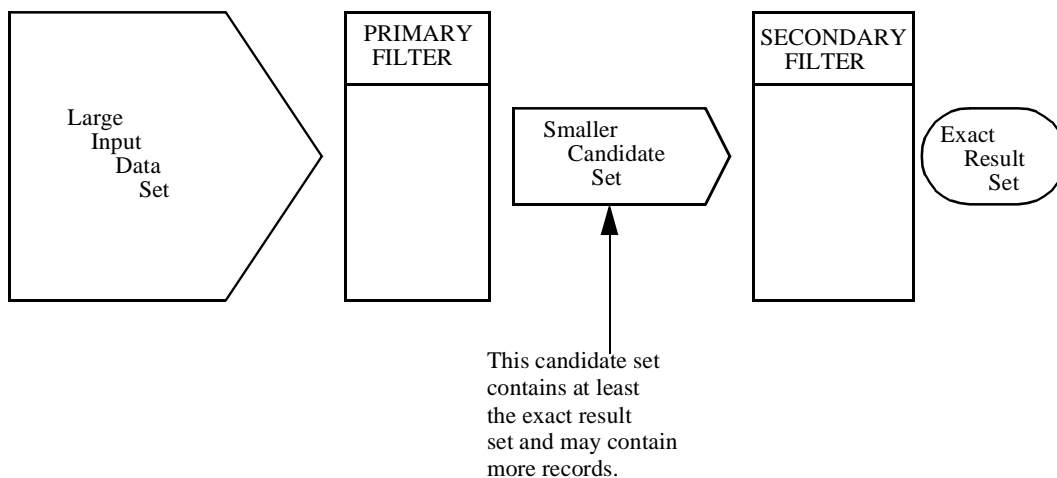 Large
Input
Data
Set
PRIMARY
FILTER
Smaller
Candidate
Set
SECONDARY
FILTER
Exact
Result
Set
This candidate set
contains at least
the exact result
set and may contain
more records.